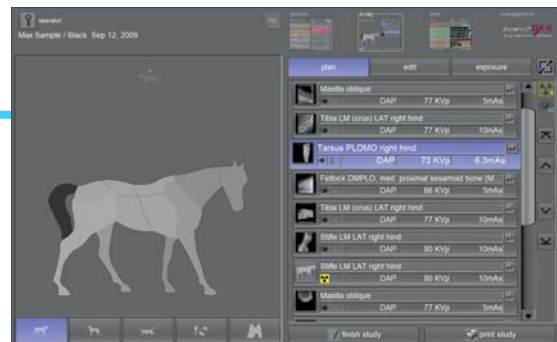 operator
Max Sample / Black Sep 12, 2009
patient
x-ray
info
management
plan
edit
exposure
Maxilla oblique
DAP 77 KVp 5mAs
Tibia LM (crus) LAT right hind
DAP 77 KVp 10mAs
Tarsus PLDMO right hind
DAP 73 KVp 6.3mAs
Fetlock DMPLO, med. proximal sesamoid bone (M
DAP 66 KVp 5mAs
Tibia LM (crus) LAT right hind
DAP 77 KVp 10mAs
Stifle LM LAT right hind
DAP 80 KVp 10mAs
Stifle LM LAT right hind
DAP 80 KVp 10mAs
Maxilla oblique
DAP 77 KVp 5mAs
finish study
print study